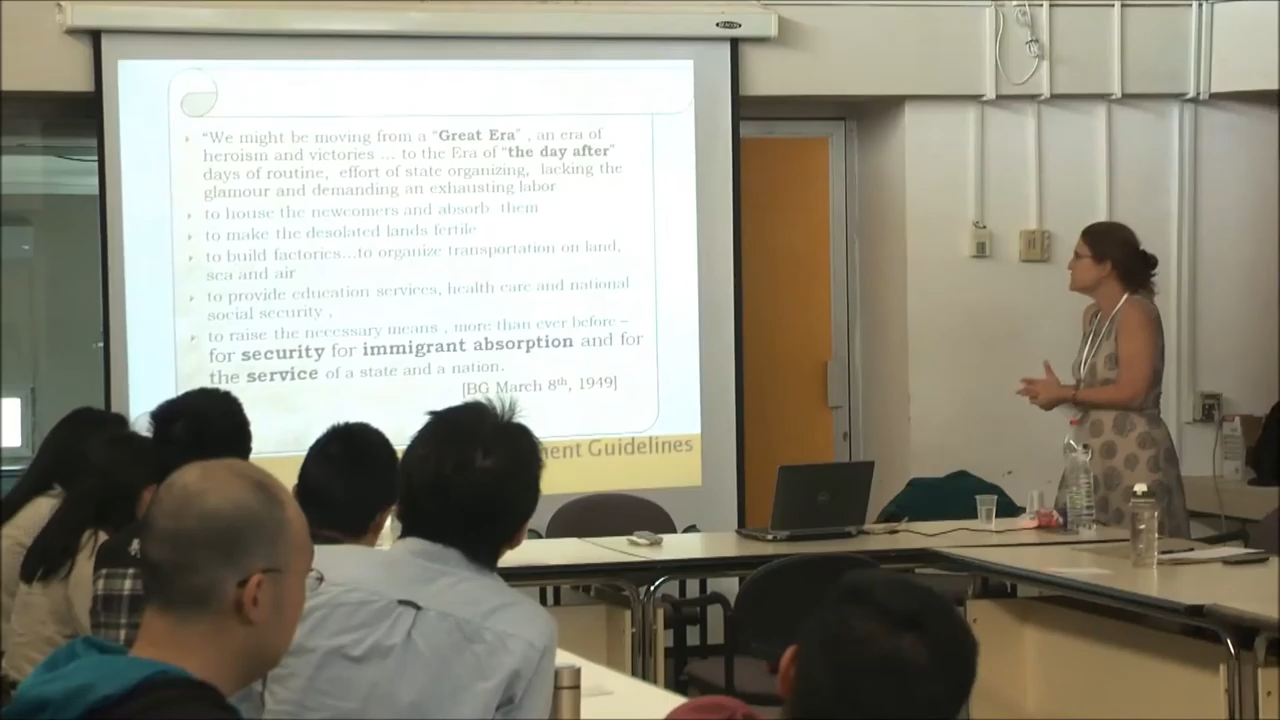 "We might be moving from a "Great Era" , an era of
heroism and victories ... to the Era of "the day after"
days of routine, effort of state organizing, lacking the
glamour and demanding an exhausting labor
to house the newcomers and absorb them
to make the desolated lands fertile
to build factories...to organize transportation on land,
sea and air
to provide education services, health care and national
social security ,
to raise the necessary means , more than ever before –
for security for immigrant absorption and for
the service of a state and a nation.
[BG March 8th, 1949]
Guidelines
DELL